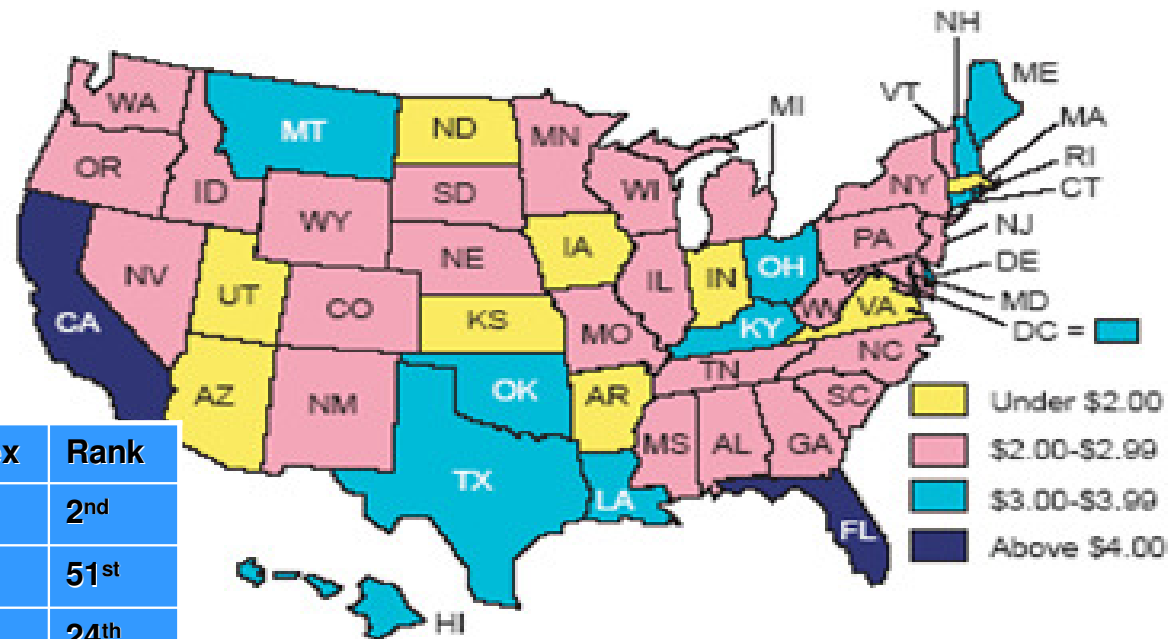 NH
ME
VT
MA
MI
RI
CT
WA
MT
ND
MN
OR
ID
SD
WI
NY
NJ
WY
IA
PA
DE
NE
NV
UT
CO
IL
IN
OH
MD
WV
VA
DC =
CA
KS
MO
KY
NC
TN
AZ
NM
OK
AR
SC
Under $2.00
MS
AL
GA
$2.00-$2.99
TX
LA
$3.00-$3.99
FL
Above $4.00
HI
x Rank
2nd
51st
24th